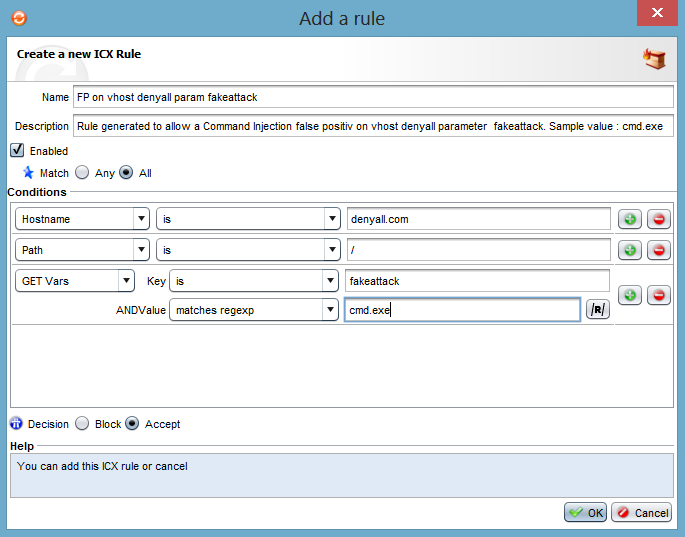 Add a rule
Create a new ICX Rule
Name FP on vhost denyall param fakeattack
Description Rule generated to allow a Command Injection false positiv on vhost denyall parameter fakeattack. Sample value : cmd.exe
Enabled
Match Any All
Conditions
Hostname is denyall.com
Path is /
GET Vars Key is fakeattack
ANDValue matches regexp cmd.exe /R/
Decision Block Accept
Help
You can add this ICX rule or cancel
OK Cancel